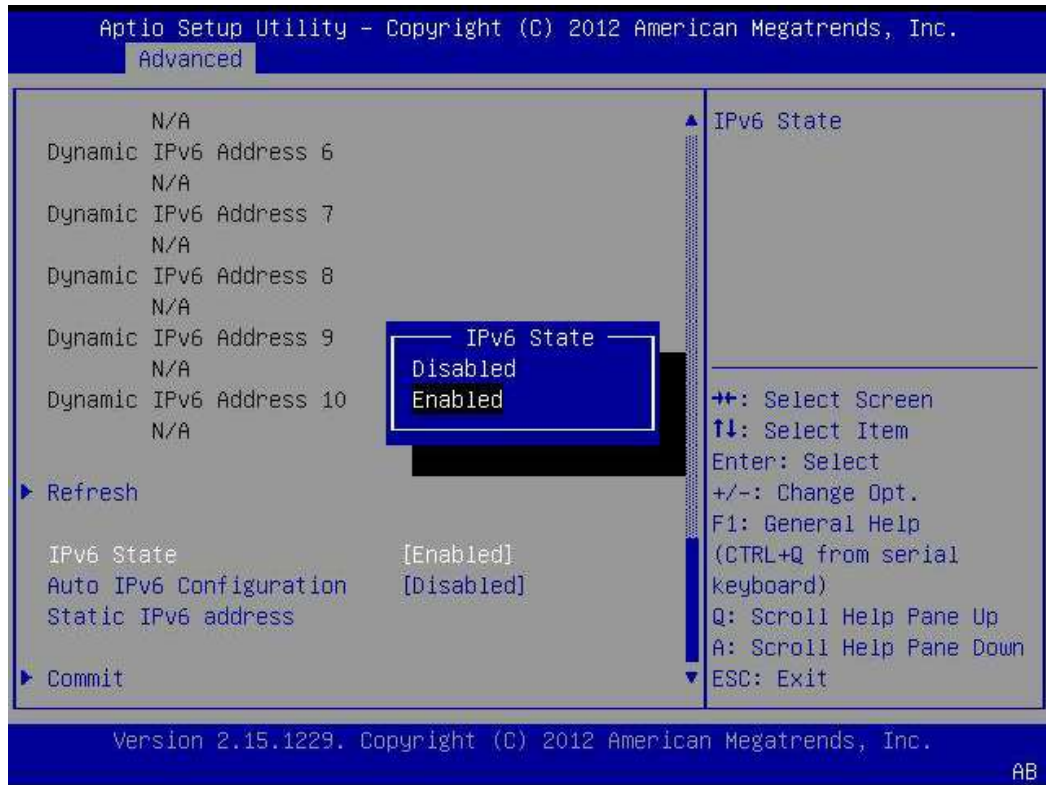 Aptio Setup Utility – Copyright (C) 2012 American Megatrends, Inc.
Advanced
N/A
Dynamic IPv6 Address 6
N/A
Dynamic IPv6 Address 7
N/A
Dynamic IPv6 Address 8
N/A
Dynamic IPv6 Address 9
N/A
Dynamic IPv6 Address 10
N/A
Refresh
IPv6 State [Enabled]
Auto IPv6 Configuration [Disabled]
Static IPv6 address
Commit
IPv6 State
Disabled
Enabled
IPv6 State
→←: Select Screen
↑↓: Select Item
Enter: Select
+/-: Change Opt.
F1: General Help
(CTRL+Q from serial
keyboard)
Q: Scroll Help Pane Up
A: Scroll Help Pane Down
ESC: Exit
Version 2.15.1229. Copyright (C) 2012 American Megatrends, Inc.
AB